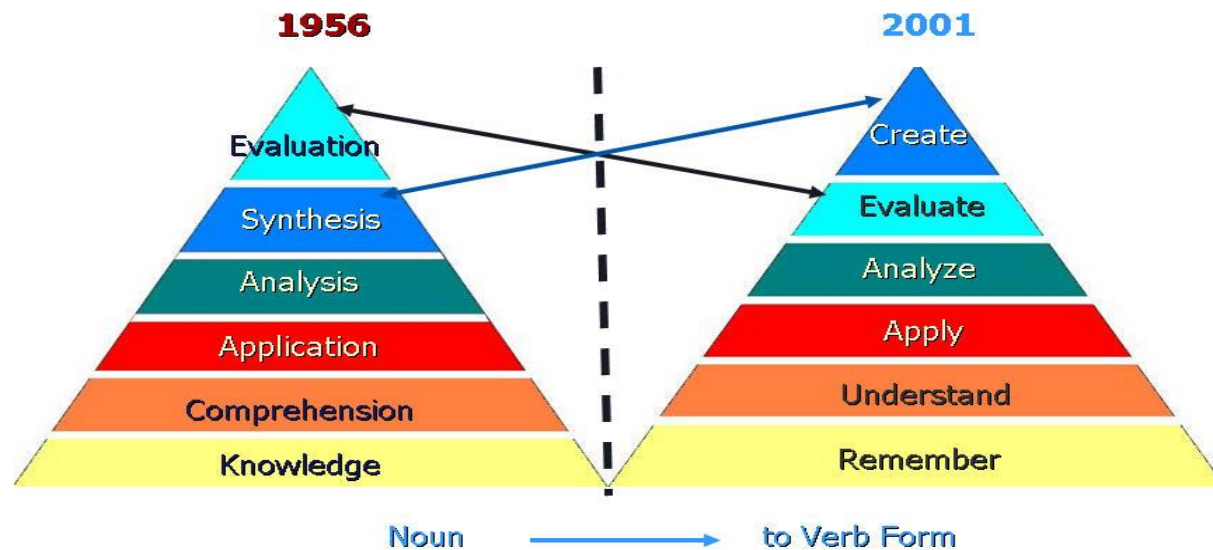 1956
Evaluation
Synthesis
Analysis
Application
Comprehension
Knowledge
2001
Create
Evaluate
Analyze
Apply
Understand
Remember
Noun to Verb Form